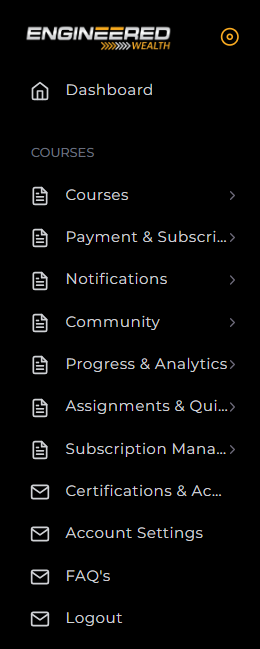 ENGINEERED
WEALTH
Dashboard
COURSES
Courses
Payment & Subscri...
Notifications
Community
Progress & Analytics
Assignments & Qui...
Subscription Mana...
Certifications & Ac...
Account Settings
FAQ's
Logout